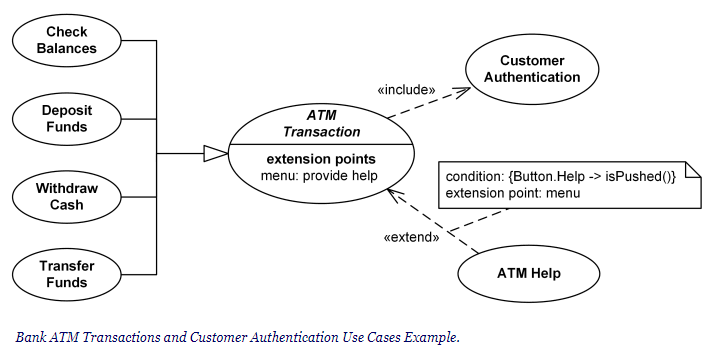 Check
Balances
Deposit
Funds
Withdraw
Cash
Transfer
Funds
ATM
Transaction
extension points
menu: provide help
«include»
Customer
Authentication
condition: {Button.Help -> isPushed()}
extension point: menu
«extend»
ATM Help
Bank ATM Transactions and Customer Authentication Use Cases Example.